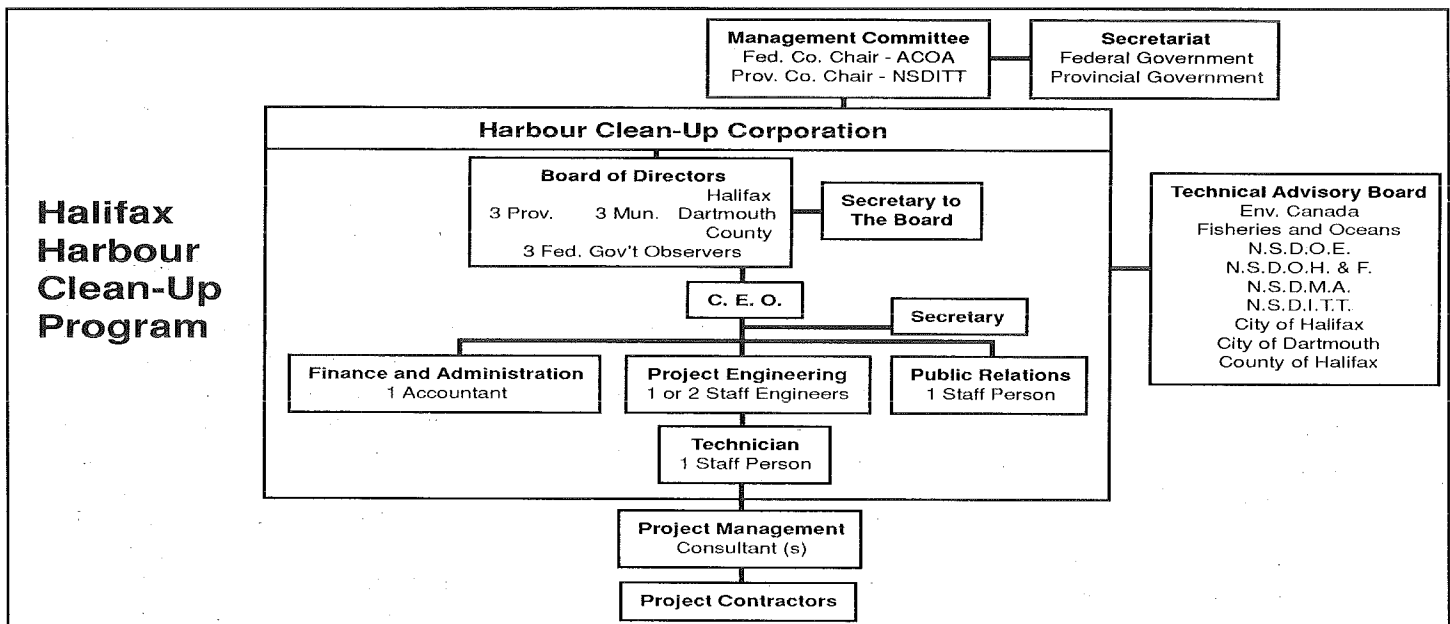 Halifax
Harbour
Clean-Up
Program
Management Committee
Fed. Co. Chair - ACOA
Prov. Co. Chair - NSDITT
Secretariat
Federal Government
Provincial Government
Harbour Clean-Up Corporation
Board of Directors
Halifax
3 Prov. 3 Mun. Dartmouth
County
3 Fed. Gov't Observers
Secretary to
The Board
C. E. O.
Secretary
Finance and Administration
1 Accountant
Project Engineering
1 or 2 Staff Engineers
Public Relations
1 Staff Person
Technician
1 Staff Person
Project Management
Consultant (s)
Project Contractors
Technical Advisory Board
Env. Canada
Fisheries and Oceans
N.S.D.O.E.
N.S.D.O.H. & F.
N.S.D.M.A.
N.S.D.I.T.T.
City of Halifax
City of Dartmouth
County of Halifax